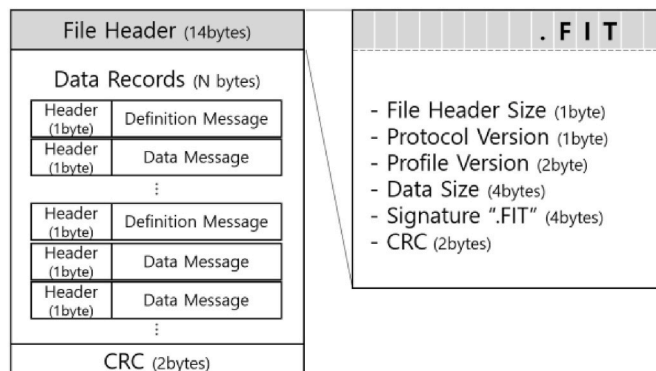 File Header (14bytes)
Data Records (N bytes)
Header
(1byte)
Definition Message
Header
(1byte)
Data Message
⋮
Header
(1byte)
Definition Message
Header
(1byte)
Data Message
Header
(1byte)
Data Message
⋮
CRC (2bytes)
. F I T
- File Header Size (1byte)
- Protocol Version (1byte)
- Profile Version (2byte)
- Data Size (4bytes)
- Signature “.FIT” (4bytes)
- CRC (2bytes)